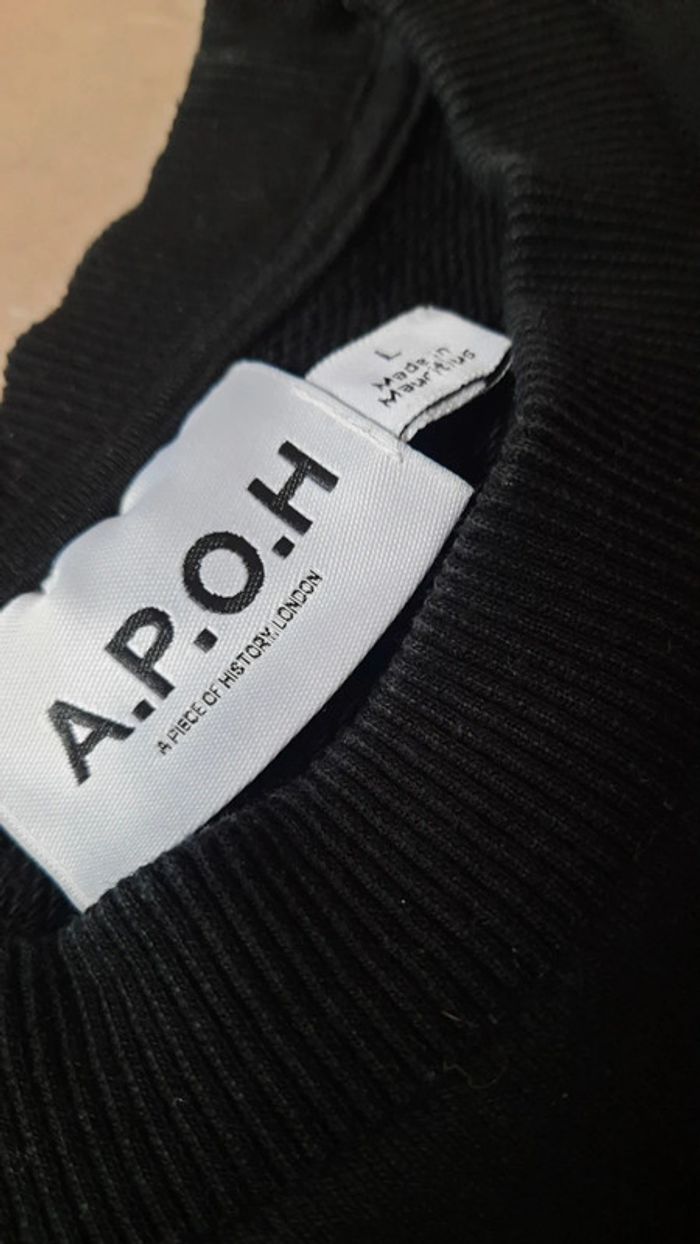 L
Made in
Mauritius
A.P.O.H
A PIECE OF HISTORY, LONDON